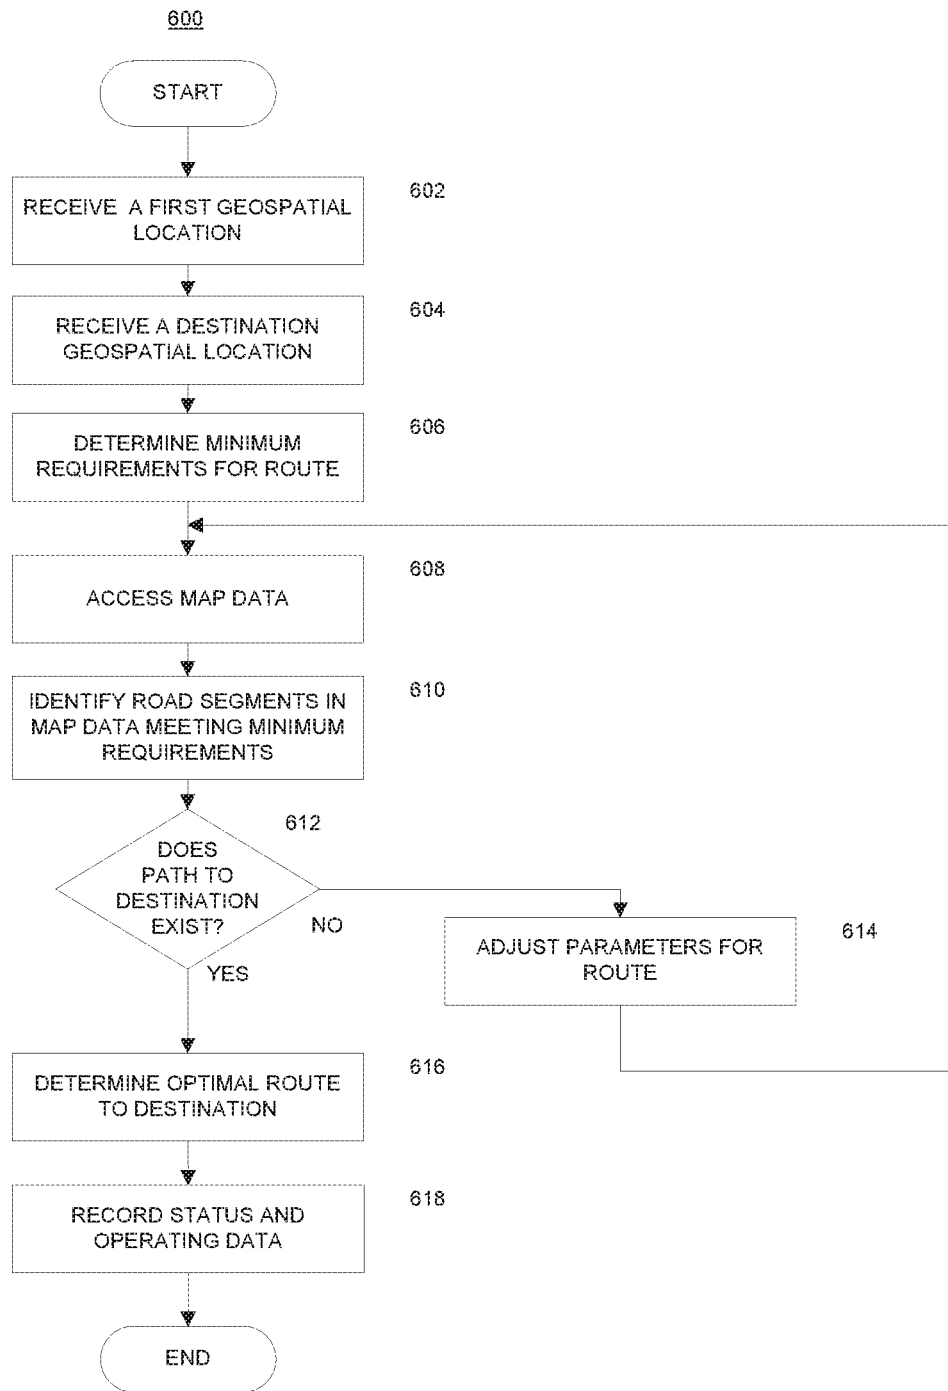 600
START
602
RECEIVE A FIRST GEOSPATIAL
LOCATION
604
RECEIVE A DESTINATION
GEOSPATIAL LOCATION
606
DETERMINE MINIMUM
REQUIREMENTS FOR ROUTE
608
ACCESS MAP DATA
610
IDENTIFY ROAD SEGMENTS IN
MAP DATA MEETING MINIMUM
REQUIREMENTS
612
DOES
PATH TO
DESTINATION
EXIST?
NO
YES
614
ADJUST PARAMETERS FOR
ROUTE
616
DETERMINE OPTIMAL ROUTE
TO DESTINATION
618
RECORD STATUS AND
OPERATING DATA
END